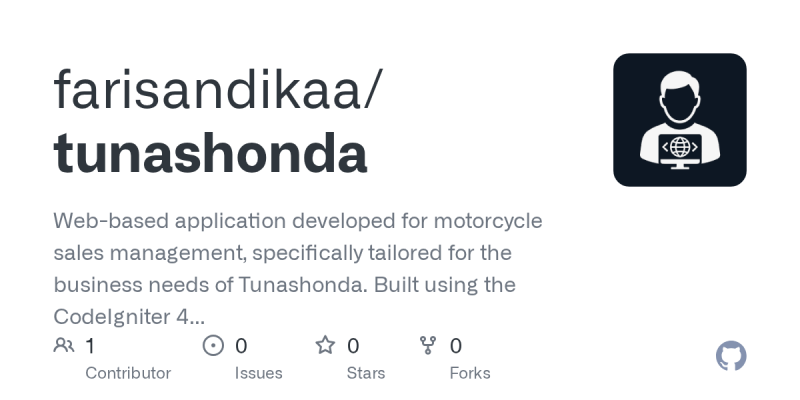 farisandikaa/
tunashonda
Web-based application developed for motorcycle
sales management, specifically tailored for the
business needs of Tunashonda. Built using the
CodeIgniter 4...
1 0 0 0
Contributor Issues Stars Forks